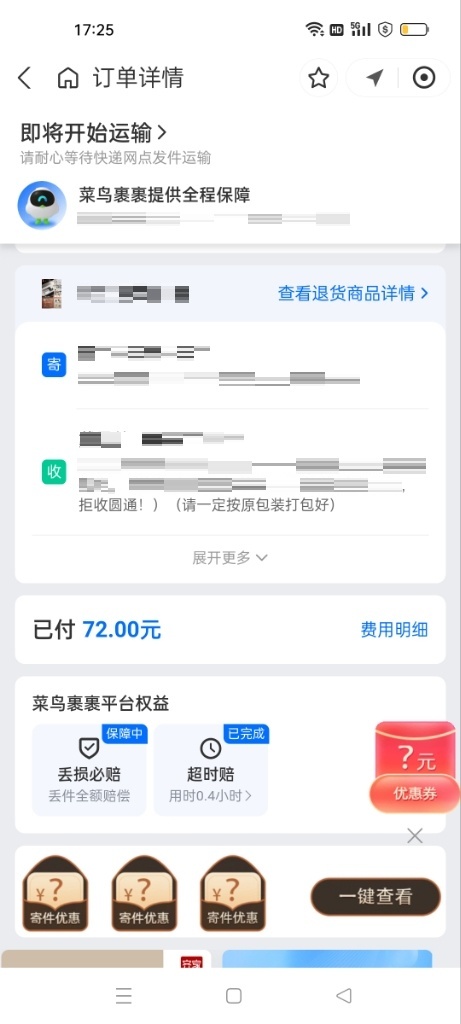 17:25
HD 5G
订单详情
即将开始运输
请耐心等待快递网点发件运输
菜鸟裹裹提供全程保障
查看退货商品详情
寄
收
拒收圆通！）（请一定按原包装打包好）
展开更多
已付 72.00元
费用明细
菜鸟裹裹平台权益
保障中
丢损必赔
丢件全额赔偿
已完成
超时赔
用时0.4小时
?元
优惠券
¥?
寄件优惠
¥?
寄件优惠
¥?
寄件优惠
一键查看